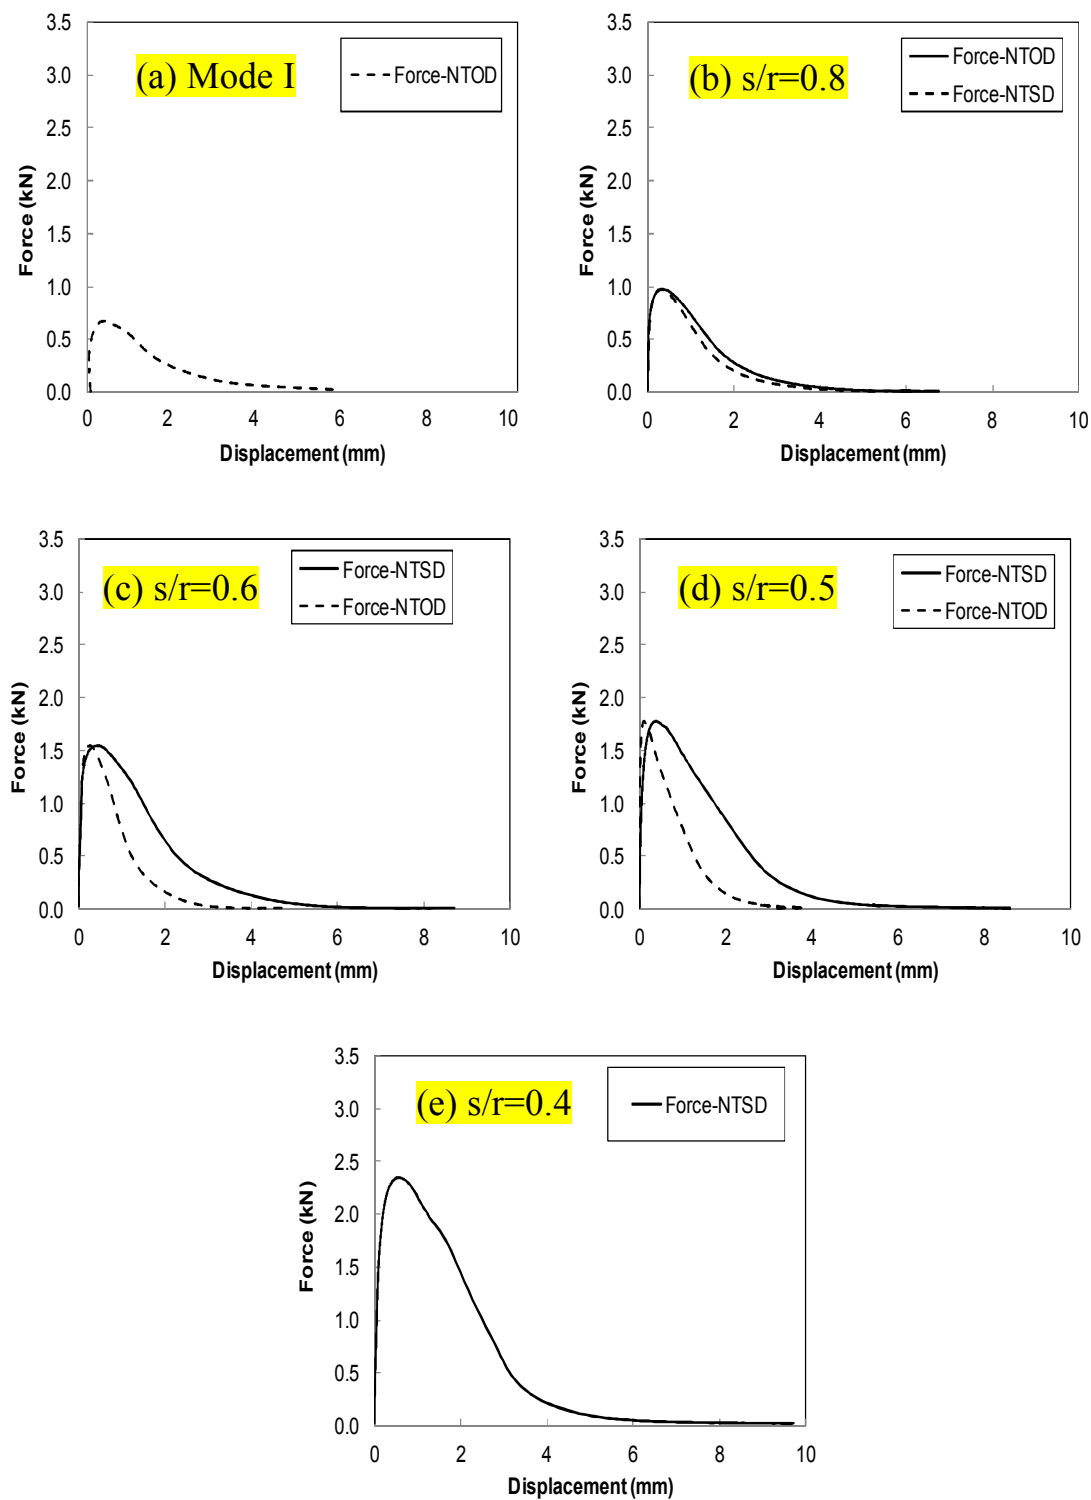 (a) Mode I
Force-NTOD
3.5
3.0
2.5
2.0
1.5
1.0
0.5
0.0
Force (kN)
0 2 4 6 8 10
Displacement (mm)
(b) s/r=0.8
Force-NTOD
Force-NTSD
3.5
3.0
2.5
2.0
1.5
1.0
0.5
0.0
Force (kN)
0 2 4 6 8 10
Displacement (mm)
(c) s/r=0.6
Force-NTSD
Force-NTOD
3.5
3.0
2.5
2.0
1.5
1.0
0.5
0.0
Force (kN)
0 2 4 6 8 10
Displacement (mm)
(d) s/r=0.5
Force-NTSD
Force-NTOD
3.5
3.0
2.5
2.0
1.5
1.0
0.5
0.0
Force (kN)
0 2 4 6 8 10
Displacement (mm)
(e) s/r=0.4
Force-NTSD
3.5
3.0
2.5
2.0
1.5
1.0
0.5
0.0
Force (kN)
0 2 4 6 8 10
Displacement (mm)